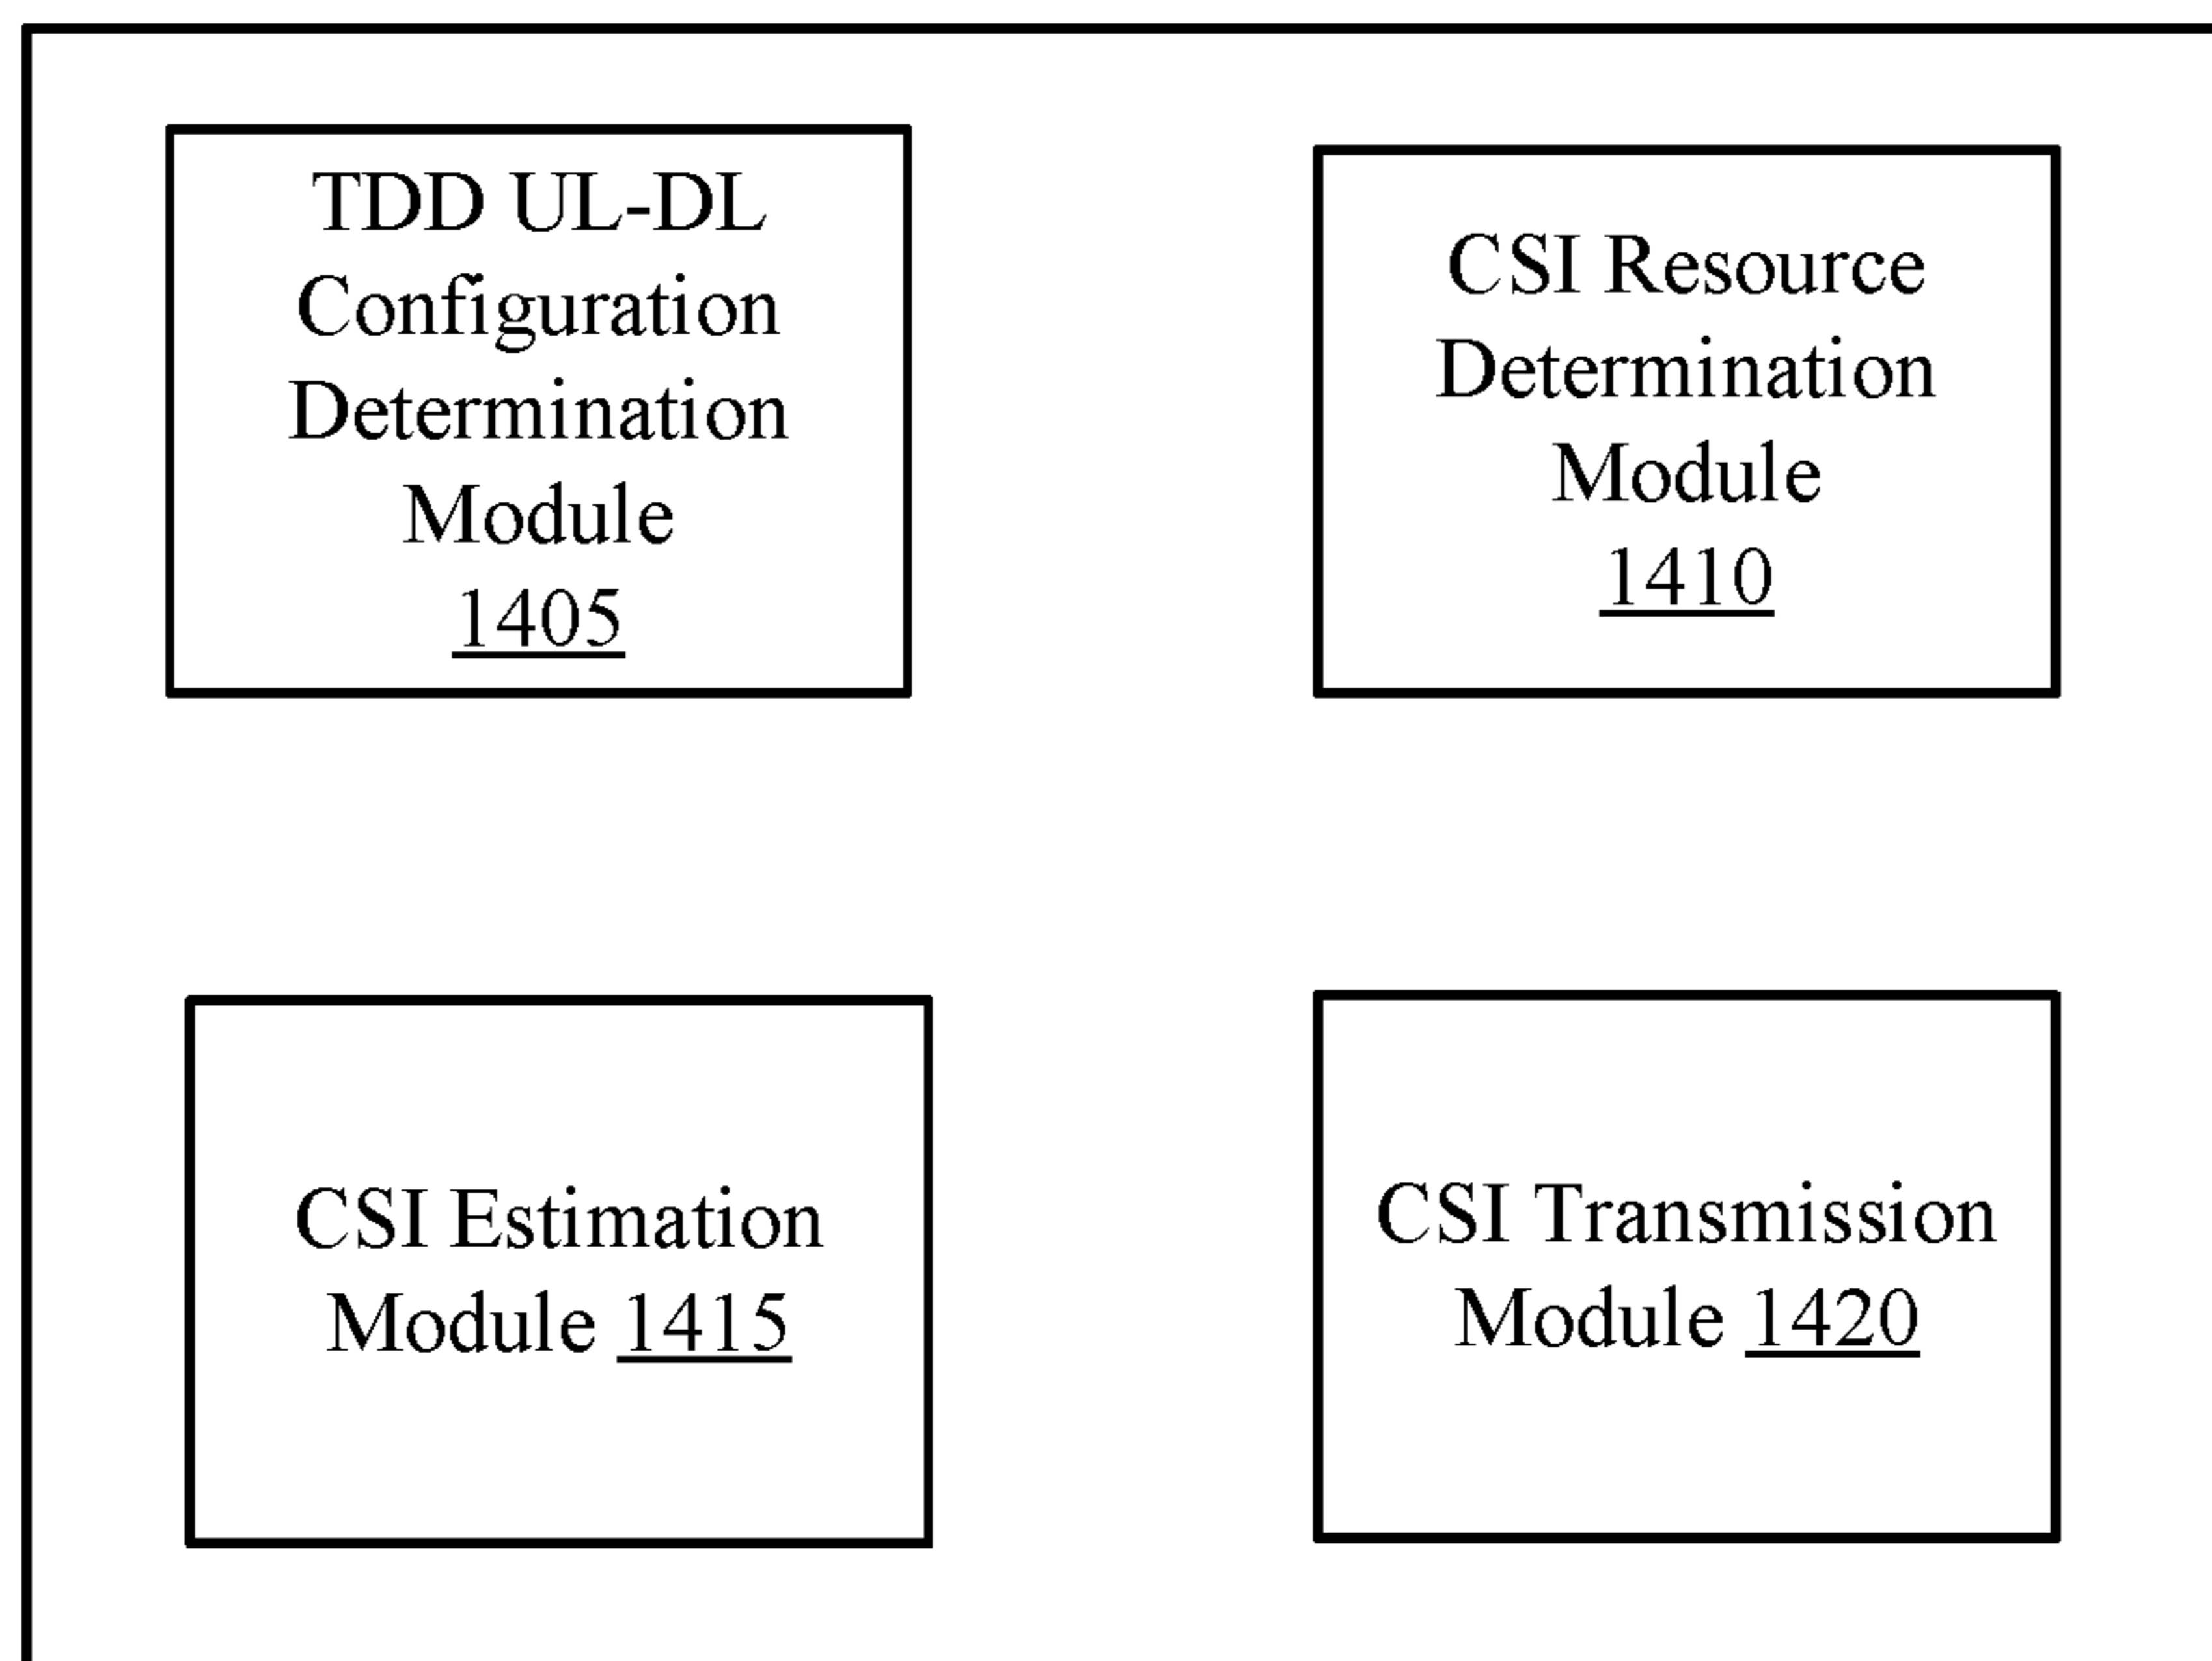 TDD UL-DL
Configuration
Determination
Module
1405
CSI Resource
Determination
Module
1410
CSI Estimation
Module 1415
CSI Transmission
Module 1420